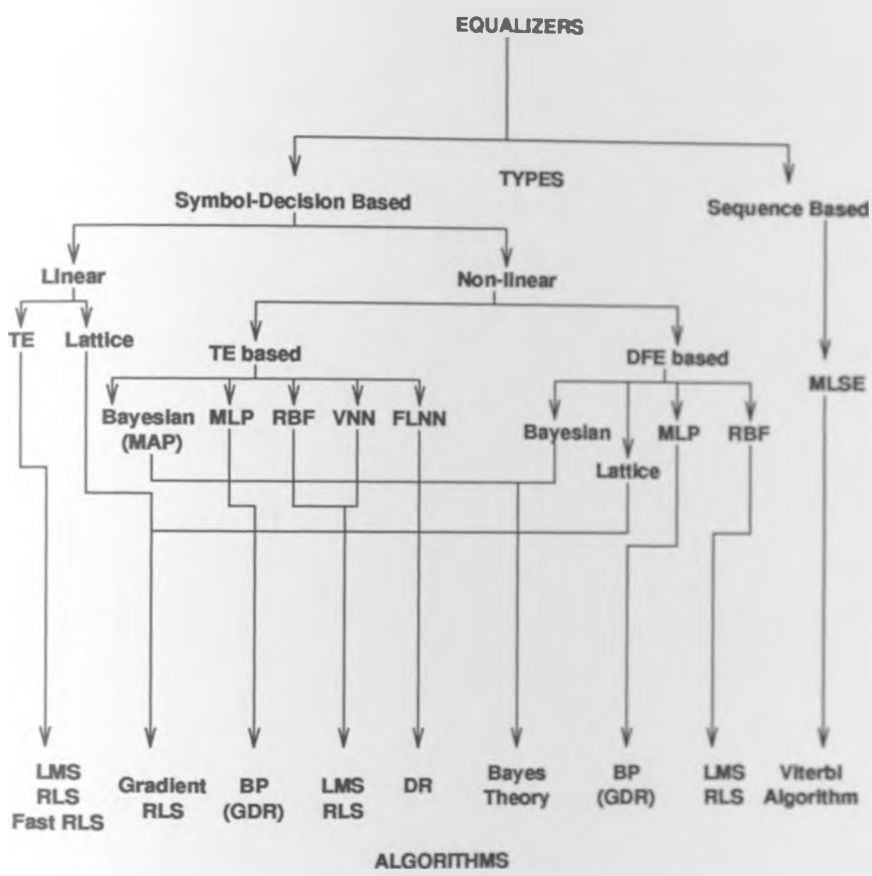 EQUALIZERS
TYPES
Symbol-Decision Based
Sequence Based
Linear
Non-linear
TE
Lattice
TE based
DFE based
MLSE
Bayesian
(MAP)
MLP
RBF
VNN
FLNN
Bayesian
Lattice
MLP
RBF
LMS
RLS
Fast RLS
Gradient
RLS
BP
(GDR)
LMS
RLS
DR
Bayes
Theory
BP
(GDR)
LMS
RLS
Viterbi
Algorithm
ALGORITHMS